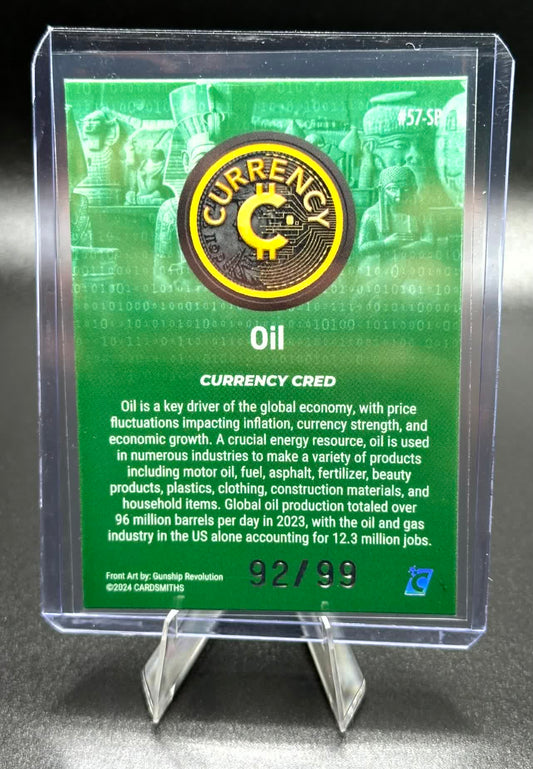 #57-SP
CURRENCY
Oil
CURRENCY CRED
Oil is a key driver of the global economy, with price
fluctuations impacting inflation, currency strength, and
economic growth. A crucial energy resource, oil is used
in numerous industries to make a variety of products
including motor oil, fuel, asphalt, fertilizer, beauty
products, plastics, clothing, construction materials, and
household items. Global oil production totaled over
96 million barrels per day in 2023, with the oil and gas
industry in the US alone accounting for 12.3 million jobs.
Front Art by: Gunship Revolution
©2024 CARDSMITHS
92/99